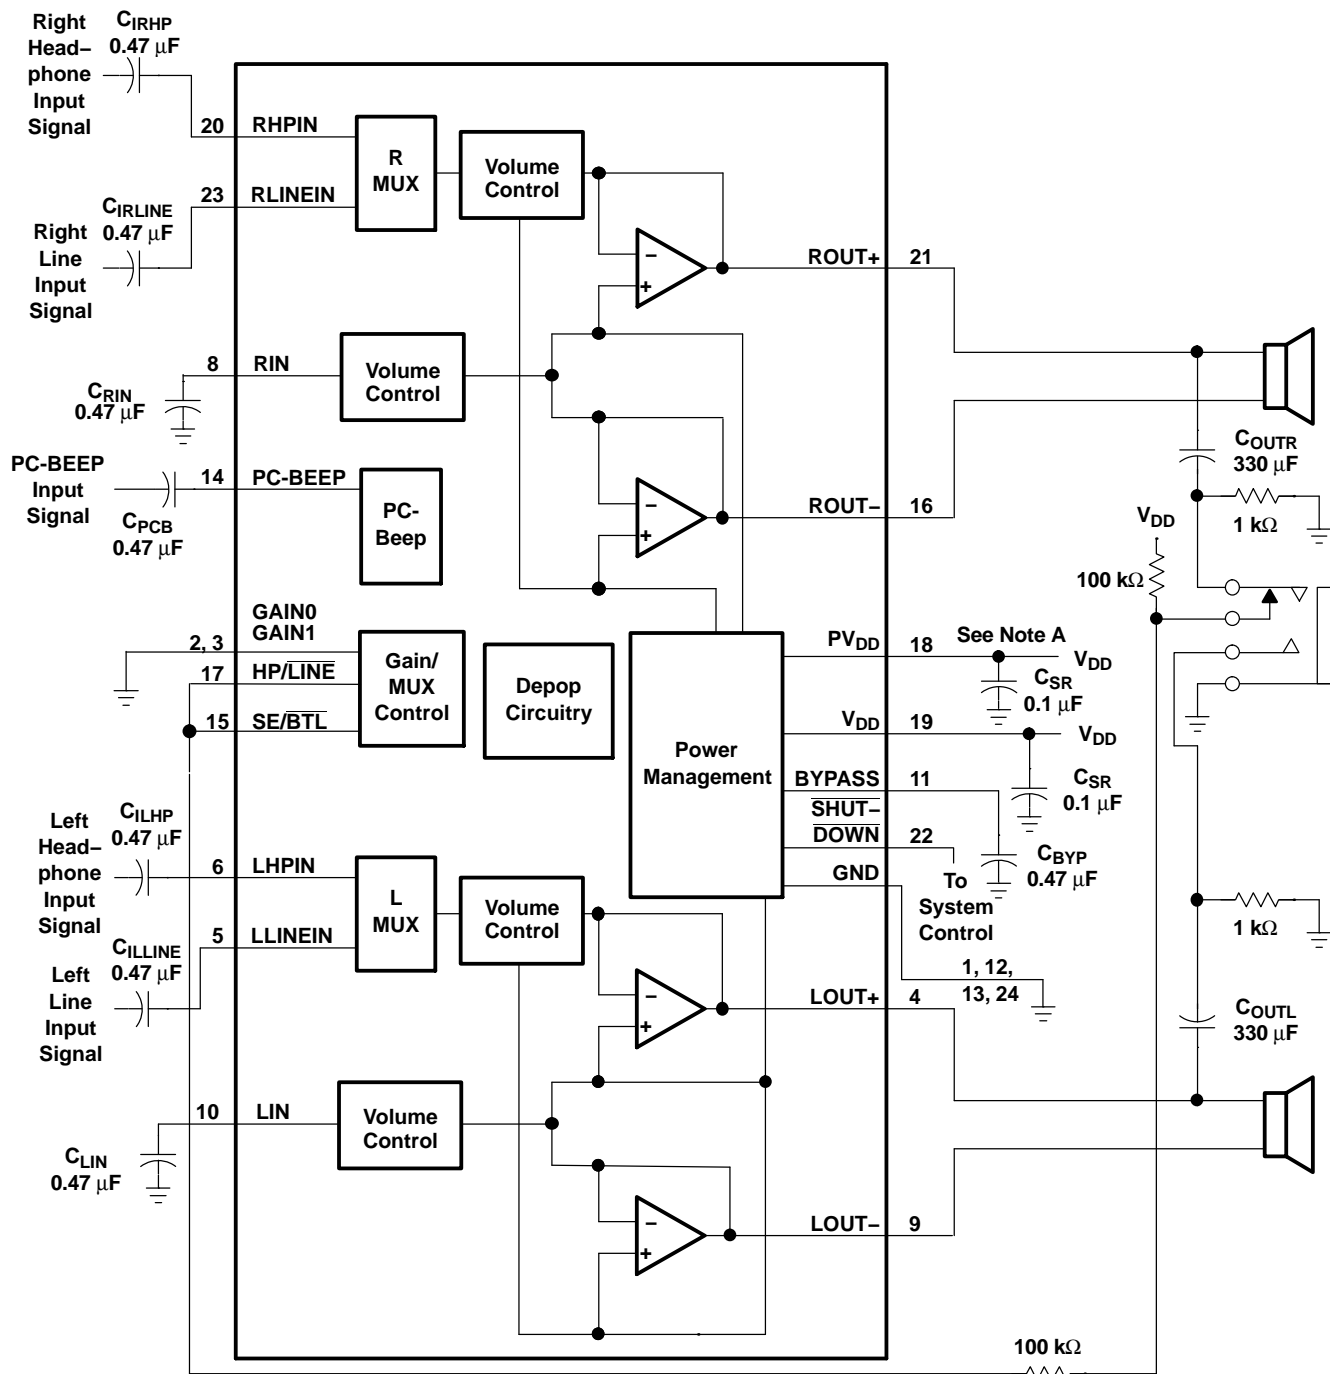 Right
Head–
phone
Input
Signal
CIRHP
0.47 μF
20
RHPIN
R
MUX
Volume
Control
23
RLINEIN
CIRLINE
0.47 μF
Right
Line
Input
Signal
−
+
ROUT+
21
8
RIN
Volume
Control
CRIN
0.47 μF
COUTR
330 μF
PC-BEEP
Input
Signal
14
PC-BEEP
PC-
Beep
CPCB
0.47 μF
−
+
ROUT−
16
1 kΩ
VDD
100 kΩ
GAIN0
GAIN1
2, 3
17
HP/LINE
15
SE/BTL
Gain/
MUX
Control
Depop
Circuitry
Power
Management
PVDD
18
See Note A
VDD
CSR
0.1 μF
VDD
19
VDD
CSR
0.1 μF
BYPASS
11
SHUT–
DOWN
22
CBYP
0.47 μF
GND
To
System
Control
1, 12,
13, 24
Left
Head–
phone
Input
Signal
CILHP
0.47 μF
6
LHPIN
L
MUX
Volume
Control
5
LLINEIN
CILLINE
0.47 μF
Left
Line
Input
Signal
1 kΩ
−
+
LOUT+
4
COUTL
330 μF
10
LIN
Volume
Control
CLIN
0.47 μF
−
+
LOUT−
9
100 kΩ